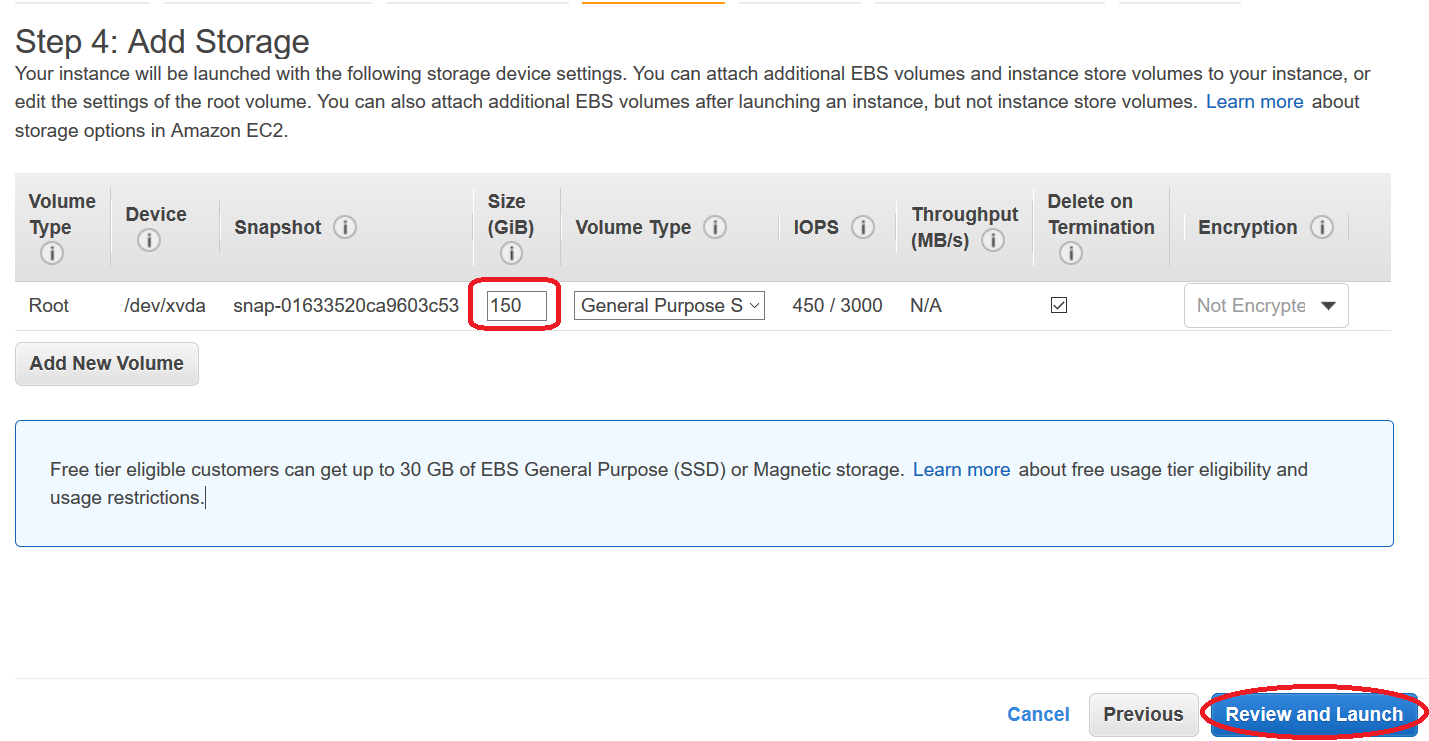 Step 4: Add Storage
Your instance will be launched with the following storage device settings. You can attach additional EBS volumes and instance store volumes to your instance, or
edit the settings of the root volume. You can also attach additional EBS volumes after launching an instance, but not instance store volumes. Learn more about
storage options in Amazon EC2.
Volume Type Device Snapshot Size (GiB) Volume Type IOPS Throughput (MB/s) Delete on Termination Encryption
Root /dev/xvda snap-01633520ca9603c53 150 General Purpose S 450 / 3000 N/A Not Encrypte
Add New Volume
Free tier eligible customers can get up to 30 GB of EBS General Purpose (SSD) or Magnetic storage. Learn more about free usage tier eligibility and
usage restrictions.
Cancel Previous Review and Launch